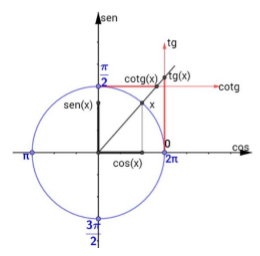 sen
tg
π/2
cotg(x)
tg(x)
cotg
sen(x)
x
0
cos
π
cos(x)
2π
3π/2